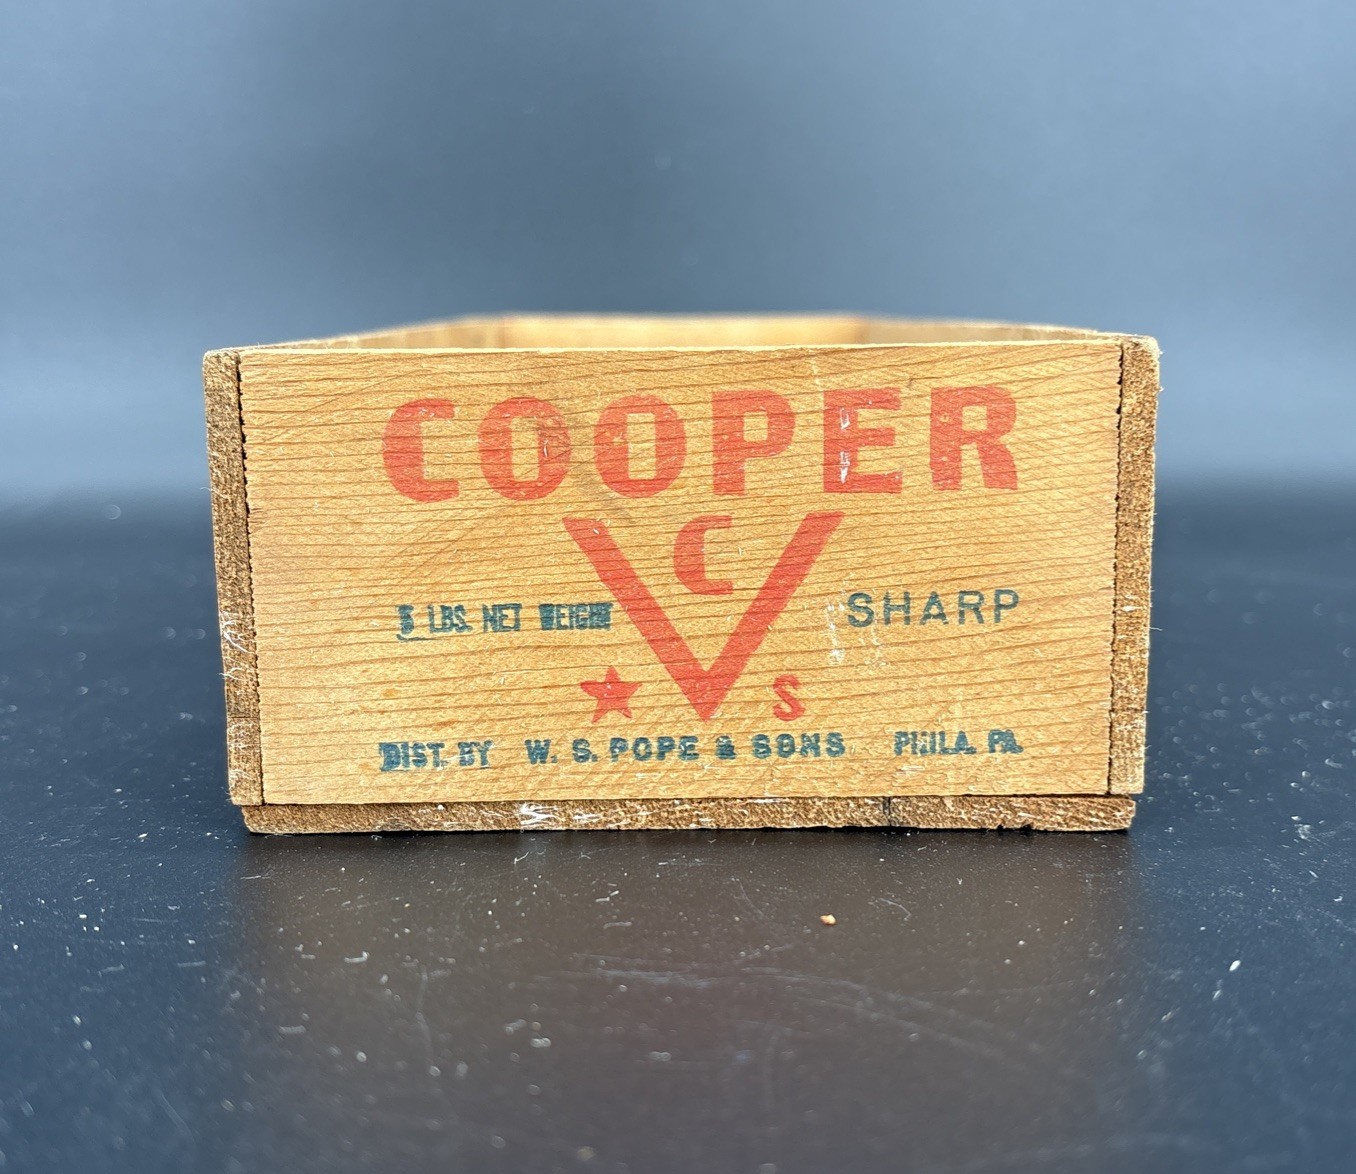 COOPER
C
V
5 LBS. NET WEIGHT
SHARP
★ S
DIST. BY W. S. POPE & SONS PHILA. PA.